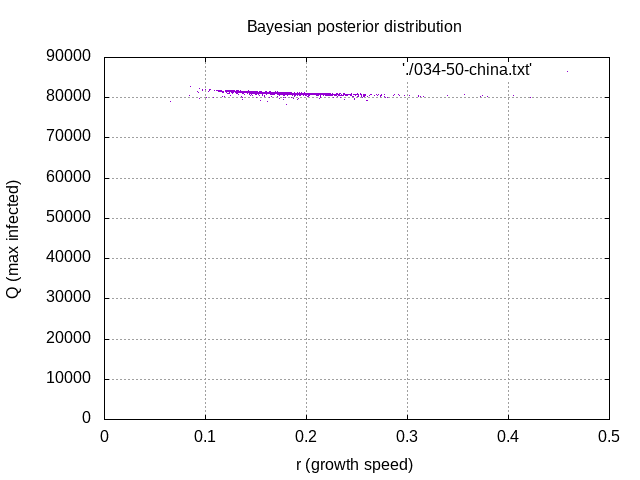 Bayesian posterior distribution
'./034-50-china.txt'
90000
80000
70000
60000
50000
40000
30000
20000
10000
0
Q (max infected)
0 0.1 0.2 0.3 0.4 0.5
r (growth speed)